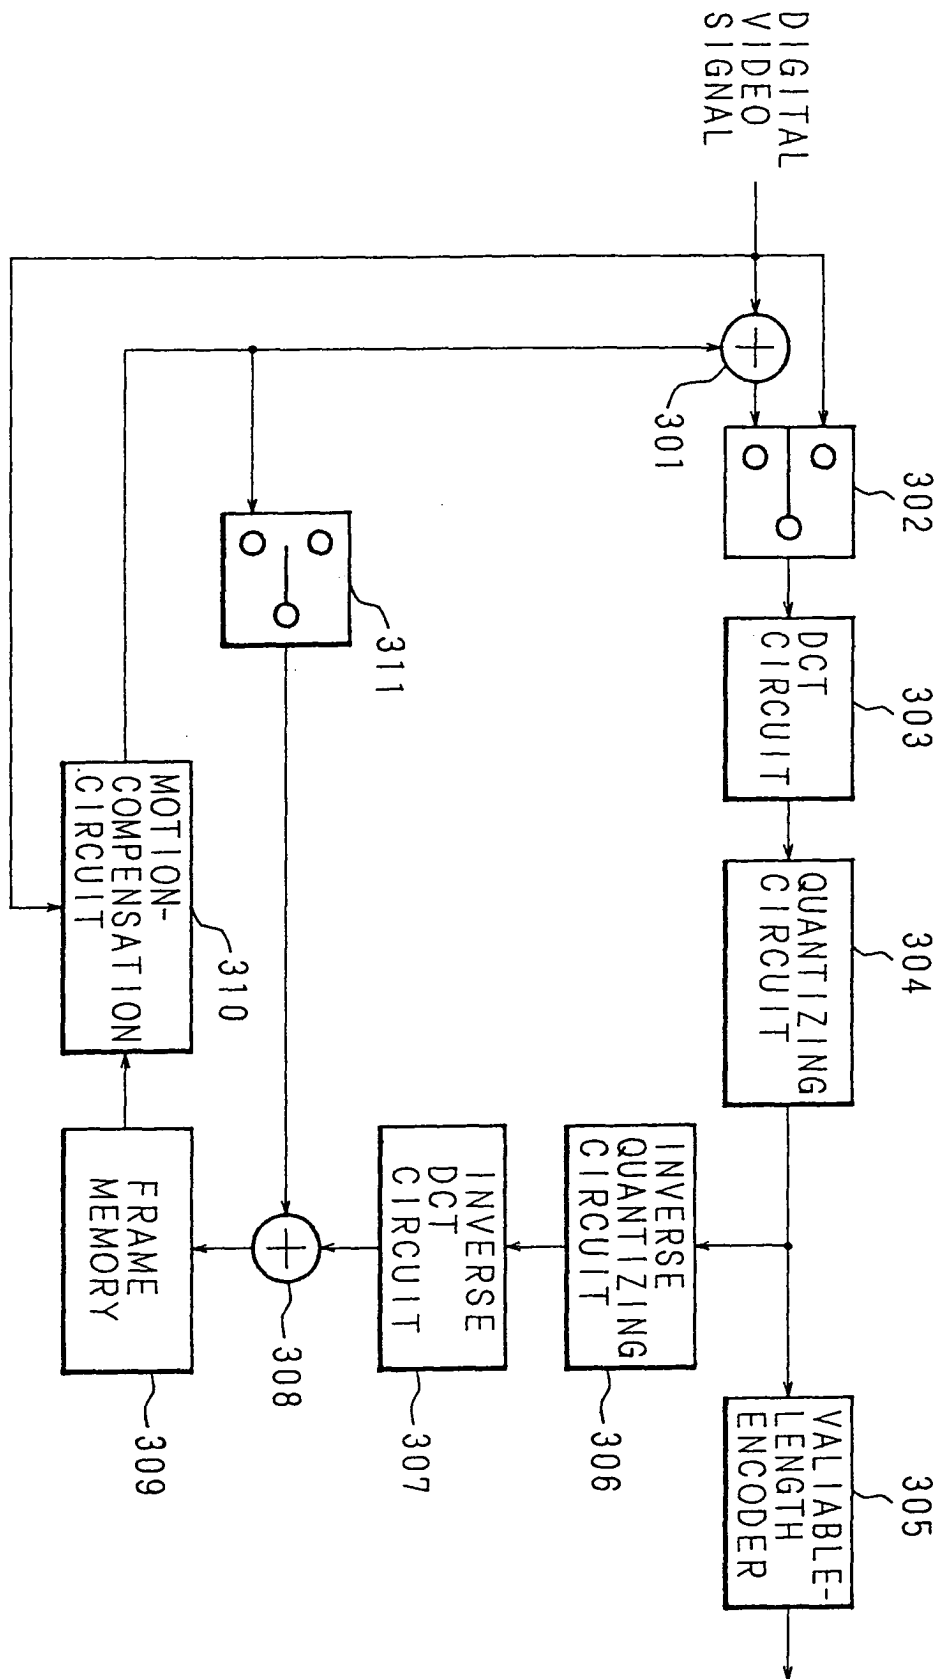 DIGITAL
VIDEO
SIGNAL
301
302
DCT
CIRCUIT
303
QUANTIZING
CIRCUIT
304
VALIABLE-
LENGTH
ENCODER
305
INVERSE
QUANTIZING
CIRCUIT
306
INVERSE
DCT
CIRCUIT
307
308
FRAME
MEMORY
309
MOTION-
COMPENSATION
CIRCUIT
310
311